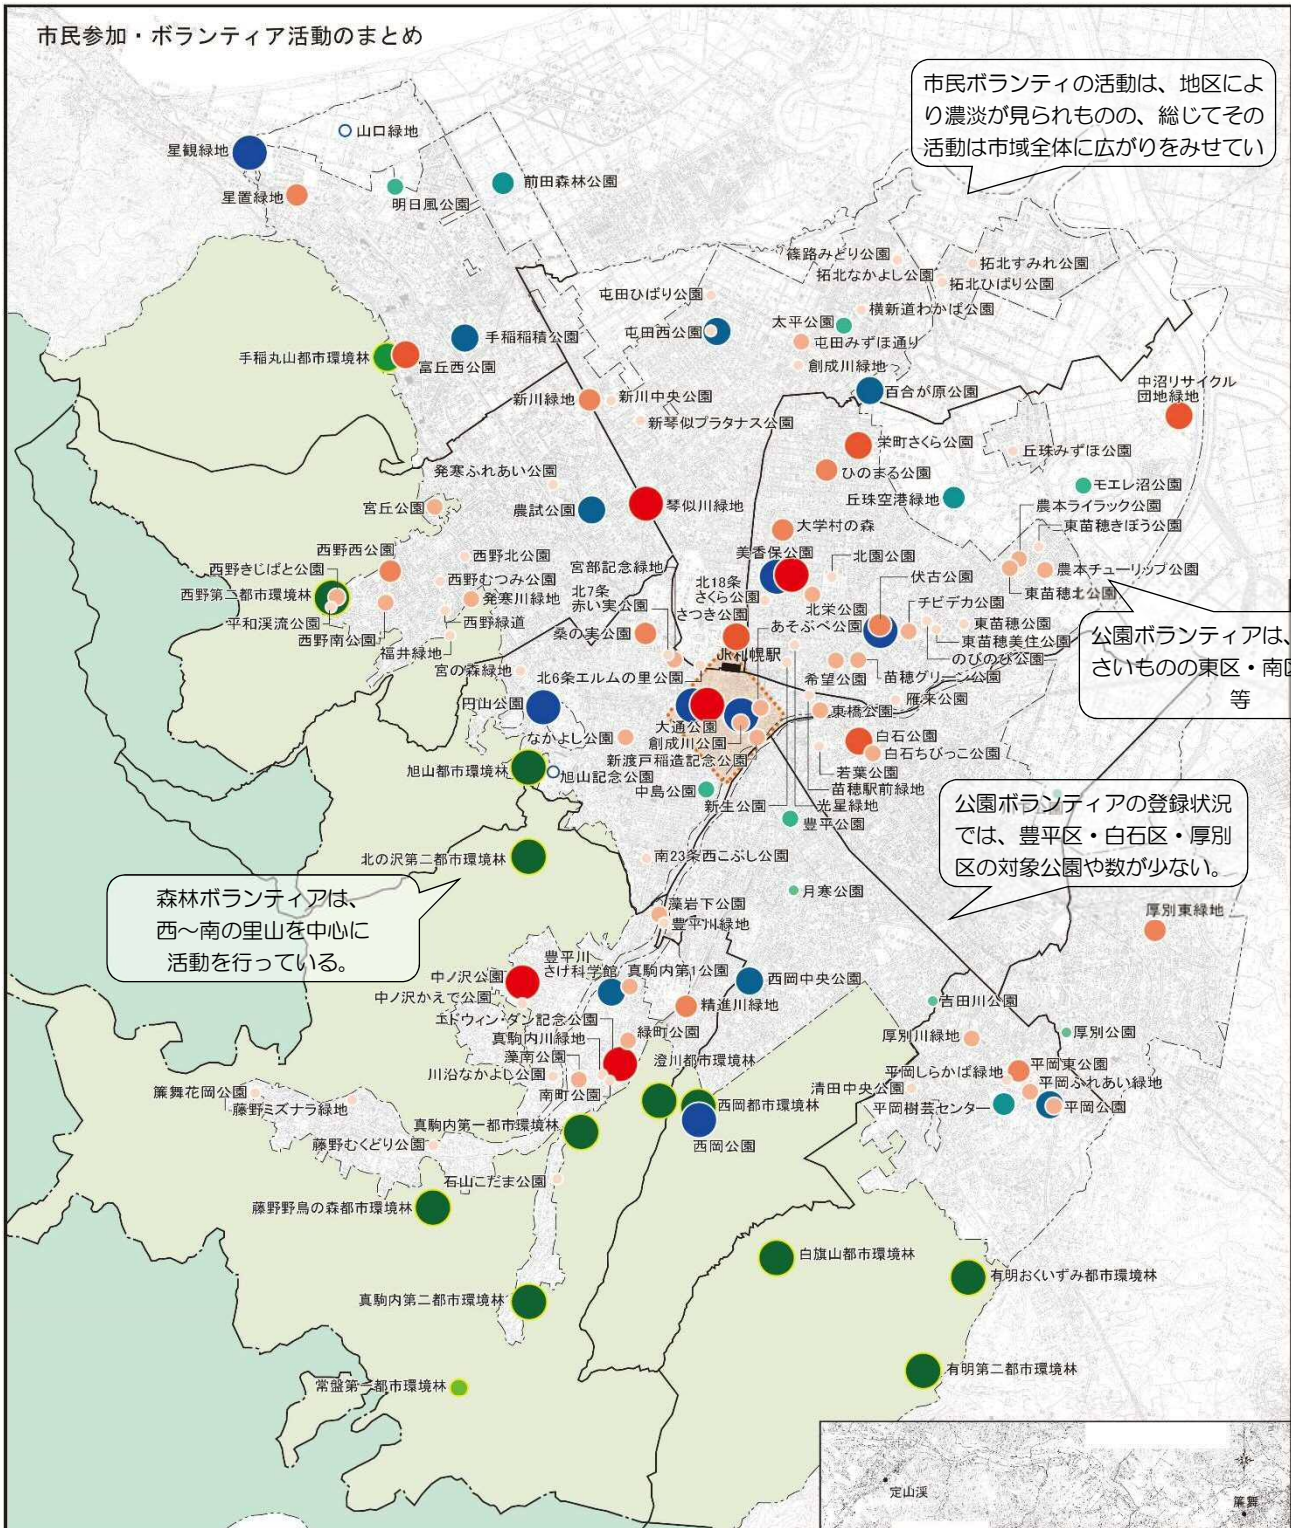 市民参加・ボランティア活動のまとめ
市民ボランティの活動は、地区によ
り濃淡が見られものの、総じてその
活動は市域全体に広がりをみせてい
山口緑地
星観緑地
前田森林公園
星置緑地
明日風公園
篠路みどり公園
拓北すみれ公園
拓北なかよし公園
拓北ひばり公園
屯田ひばり公園
横新道わかば公園
太平公園
屯田西公園
手稲稲積公園
屯田みずほ通り
手稲丸山都市環境林
富丘西公園
創成川緑地
中沼リサイクル
団地緑地
百合が原公園
新川緑地
新川中央公園
新琴似プラタナス公園
栄町さくら公園
丘珠みずほ公園
発寒ふれあい公園
ひのまる公園
モエレ沼公園
丘珠空港緑地
宮丘公園
農試公園
琴似川緑地
農本ライラック公園
東苗穂きぼう公園
大学村の森
西野西公園
西野北公園
宮部記念緑地
美香保公園
北園公園
西野きじばと公園
西野むつみ公園
北7条
赤い実公園
北18条
さくら公園
伏古公園
農本チューリップ公園
西野第二都市環境林
発寒川緑地
さつき公園
北栄公園
チビデカ公園
東苗穂北公園
平和渓流公園
西野緑道
桑の実公園
あそぶべ公園
東苗穂公園
西野南公園
東苗穂美住公園
福井緑地
JR札幌駅
のびのび公園
公園ボランティアは、
さいものの東区・南区
等
宮の森緑地
北6条エルムの里公園
希望公園
苗穂グリーン公園
円山公園
雁来公園
大通公園
東橋公園
なかよし公園
創成川公園
白石公園
新渡戸稲造記念公園
白石ちびっこ公園
旭山都市環境林
旭山記念公園
若葉公園
中島公園
苗穂駅前緑地
新生公園
光星緑地
豊平公園
公園ボランティアの登録状況
では、豊平区・白石区・厚別
区の対象公園や数が少ない。
北の沢第二都市環境林
南23条西こぶし公園
月寒公園
森林ボランティアは、
西～南の里山を中心に
活動を行っている。
藻岩下公園
豊平川緑地
厚別東緑地
豊平川
さけ科学館
真駒内第1公園
西岡中央公園
中ノ沢公園
中ノ沢かえで公園
精進川緑地
吉田川公園
エドウィン・ダン記念公園
厚別公園
真駒内川緑地
緑町公園
厚別川緑地
藻南公園
澄川都市環境林
平岡東公園
川沿なかよし公園
平岡しらかば緑地
平岡ふれあい緑地
南町公園
清田中央公園
簾舞花岡公園
藤野ミズナラ緑地
西岡都市環境林
平岡樹芸センター
平岡公園
真駒内第一都市環境林
藤野むくどり公園
西岡公園
石山こだま公園
藤野野鳥の森都市環境林
白旗山都市環境林
有明おくいずみ都市環境林
真駒内第二都市環境林
有明第二都市環境林
常盤第一都市環境林
定山渓
簾舞